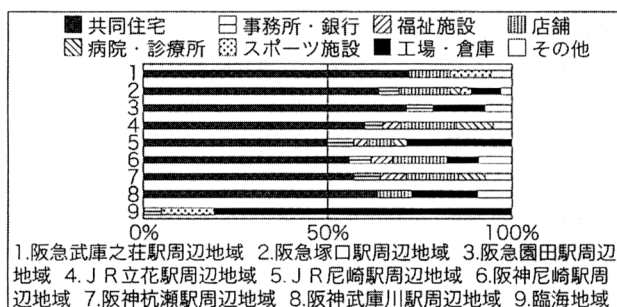 共同住宅 事務所・銀行 福祉施設 店舗
病院・診療所 スポーツ施設 工場・倉庫 その他
1
2
3
4
5
6
7
8
9
0% 50% 100%
1.阪急武庫之荘駅周辺地域 2.阪急塚口駅周辺地域 3.阪急園田駅周辺
地域 4.JR立花駅周辺地域 5.JR尼崎駅周辺地域 6.阪神尼崎駅周
辺地域 7.阪神杭瀬駅周辺地域 8.阪神武庫川駅周辺地域 9.臨海地域